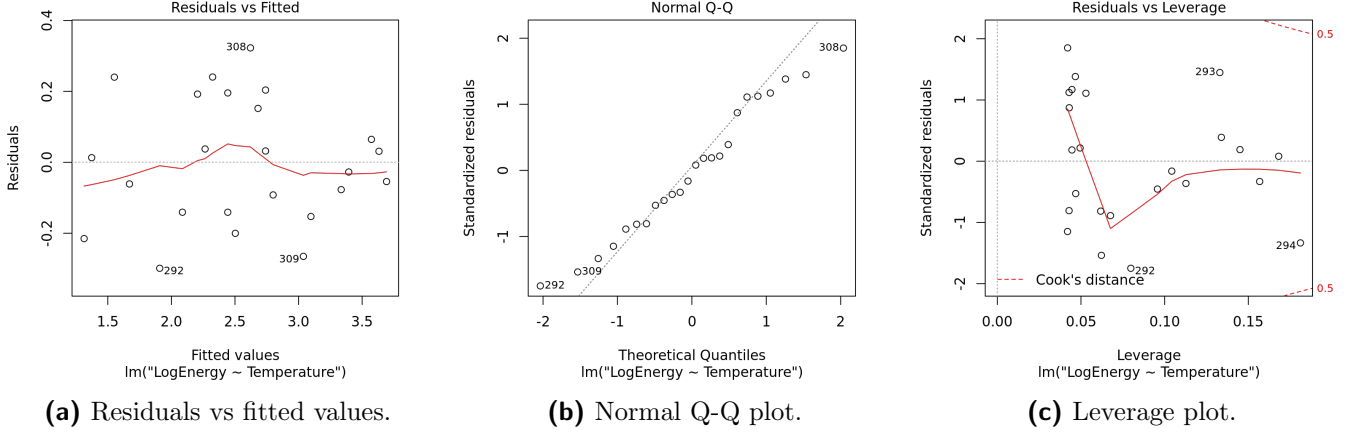 Residuals vs Fitted
Residuals
0.4
0.2
0.0
-0.2
308
292
309
1.5 2.0 2.5 3.0 3.5
Fitted values
lm("LogEnergy ~ Temperature")
(a) Residuals vs fitted values.
Normal Q-Q
Standardized residuals
2
1
0
-1
308
309
292
-2 -1 0 1 2
Theoretical Quantiles
lm("LogEnergy ~ Temperature")
(b) Normal Q-Q plot.
Residuals vs Leverage
Standardized residuals
2
1
0
-1
-2
0.5
293
294
292
Cook's distance
0.5
0.00 0.05 0.10 0.15
Leverage
lm("LogEnergy ~ Temperature")
(c) Leverage plot.